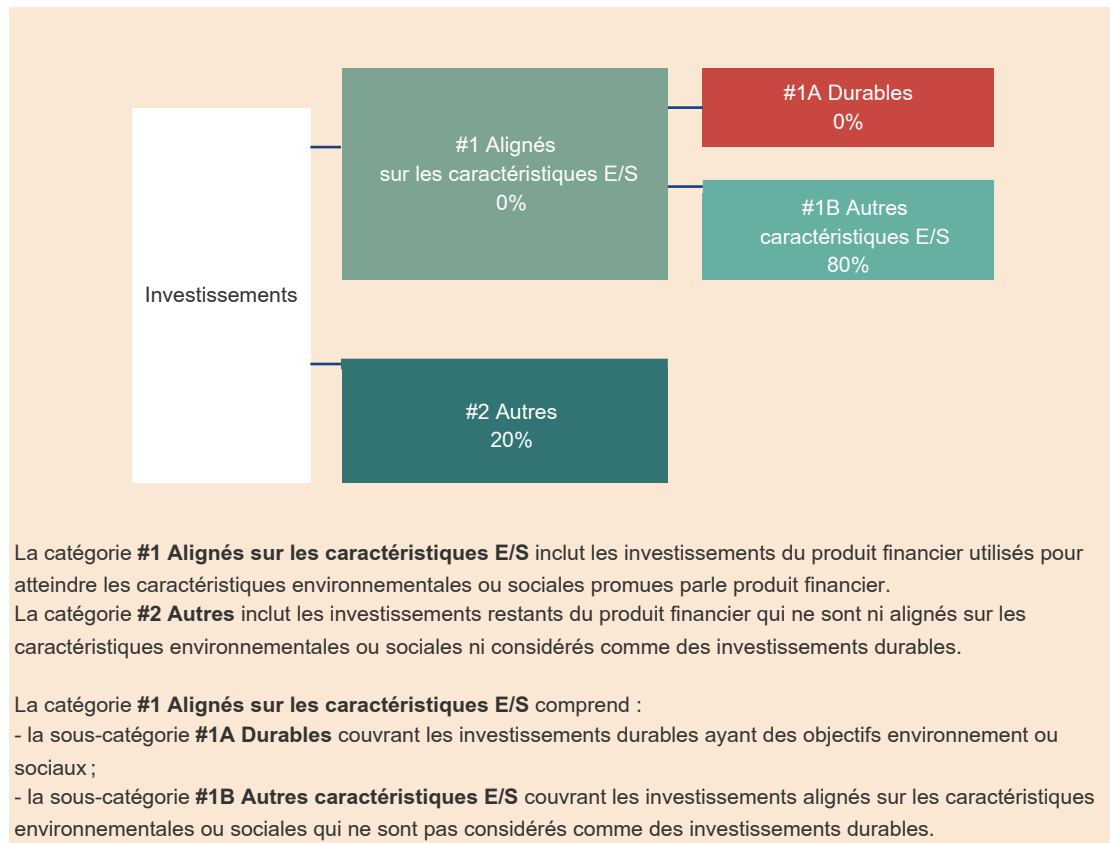 #1A Durables
0%
#1 Alignés
sur les caractéristiques E/S
0%
#1B Autres
caractéristiques E/S
80%
Investissements
#2 Autres
20%
La catégorie #1 Alignés sur les caractéristiques E/S inclut les investissements du produit financier utilisés pour
atteindre les caractéristiques environnementales ou sociales promues parle produit financier.
La catégorie #2 Autres inclut les investissements restants du produit financier qui ne sont ni alignés sur les
caractéristiques environnementales ou sociales ni considérés comme des investissements durables.
La catégorie #1 Alignés sur les caractéristiques E/S comprend :
- la sous-catégorie #1A Durables couvrant les investissements durables ayant des objectifs environnement ou
sociaux ;
- la sous-catégorie #1B Autres caractéristiques E/S couvrant les investissements alignés sur les caractéristiques
environnementales ou sociales qui ne sont pas considérés comme des investissements durables.